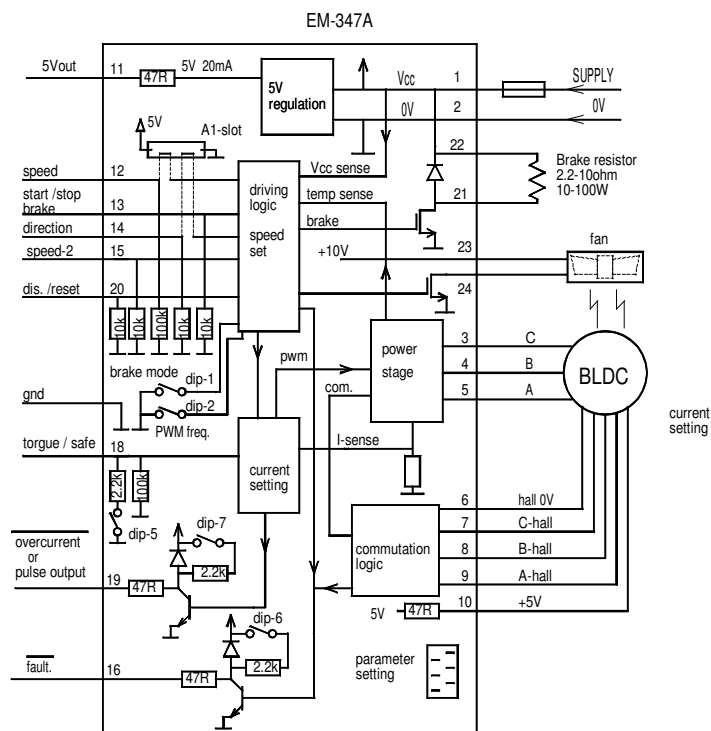 EM-347A
5Vout
11
47R
5V 20mA
5V
regulation
Vcc
1
SUPPLY
0V
2
0V
5V
A1-slot
22
Brake resistor
2.2-10ohm
10-100W
speed
12
start /stop
brake
13
direction
14
speed-2
15
dis. /reset
20
driving
logic
speed
set
Vcc sense
temp sense
brake
21
+10V
23
fan
24
10k
10k
100k
10k
10k
brake mode
dip-1
dip-2
PWM freq.
gnd
pwm
com.
power
stage
3
C
4
B
5
A
BLDC
current
setting
torgue / safe
18
2.2k
100k
dip-5
current
setting
I-sense
6
hall 0V
7
C-hall
8
B-hall
9
A-hall
10
+5V
commutation
logic
5V
47R
overcurrent
or
pulse output
19
47R
dip-7
2.2k
dip-6
2.2k
fault.
16
47R
parameter
setting